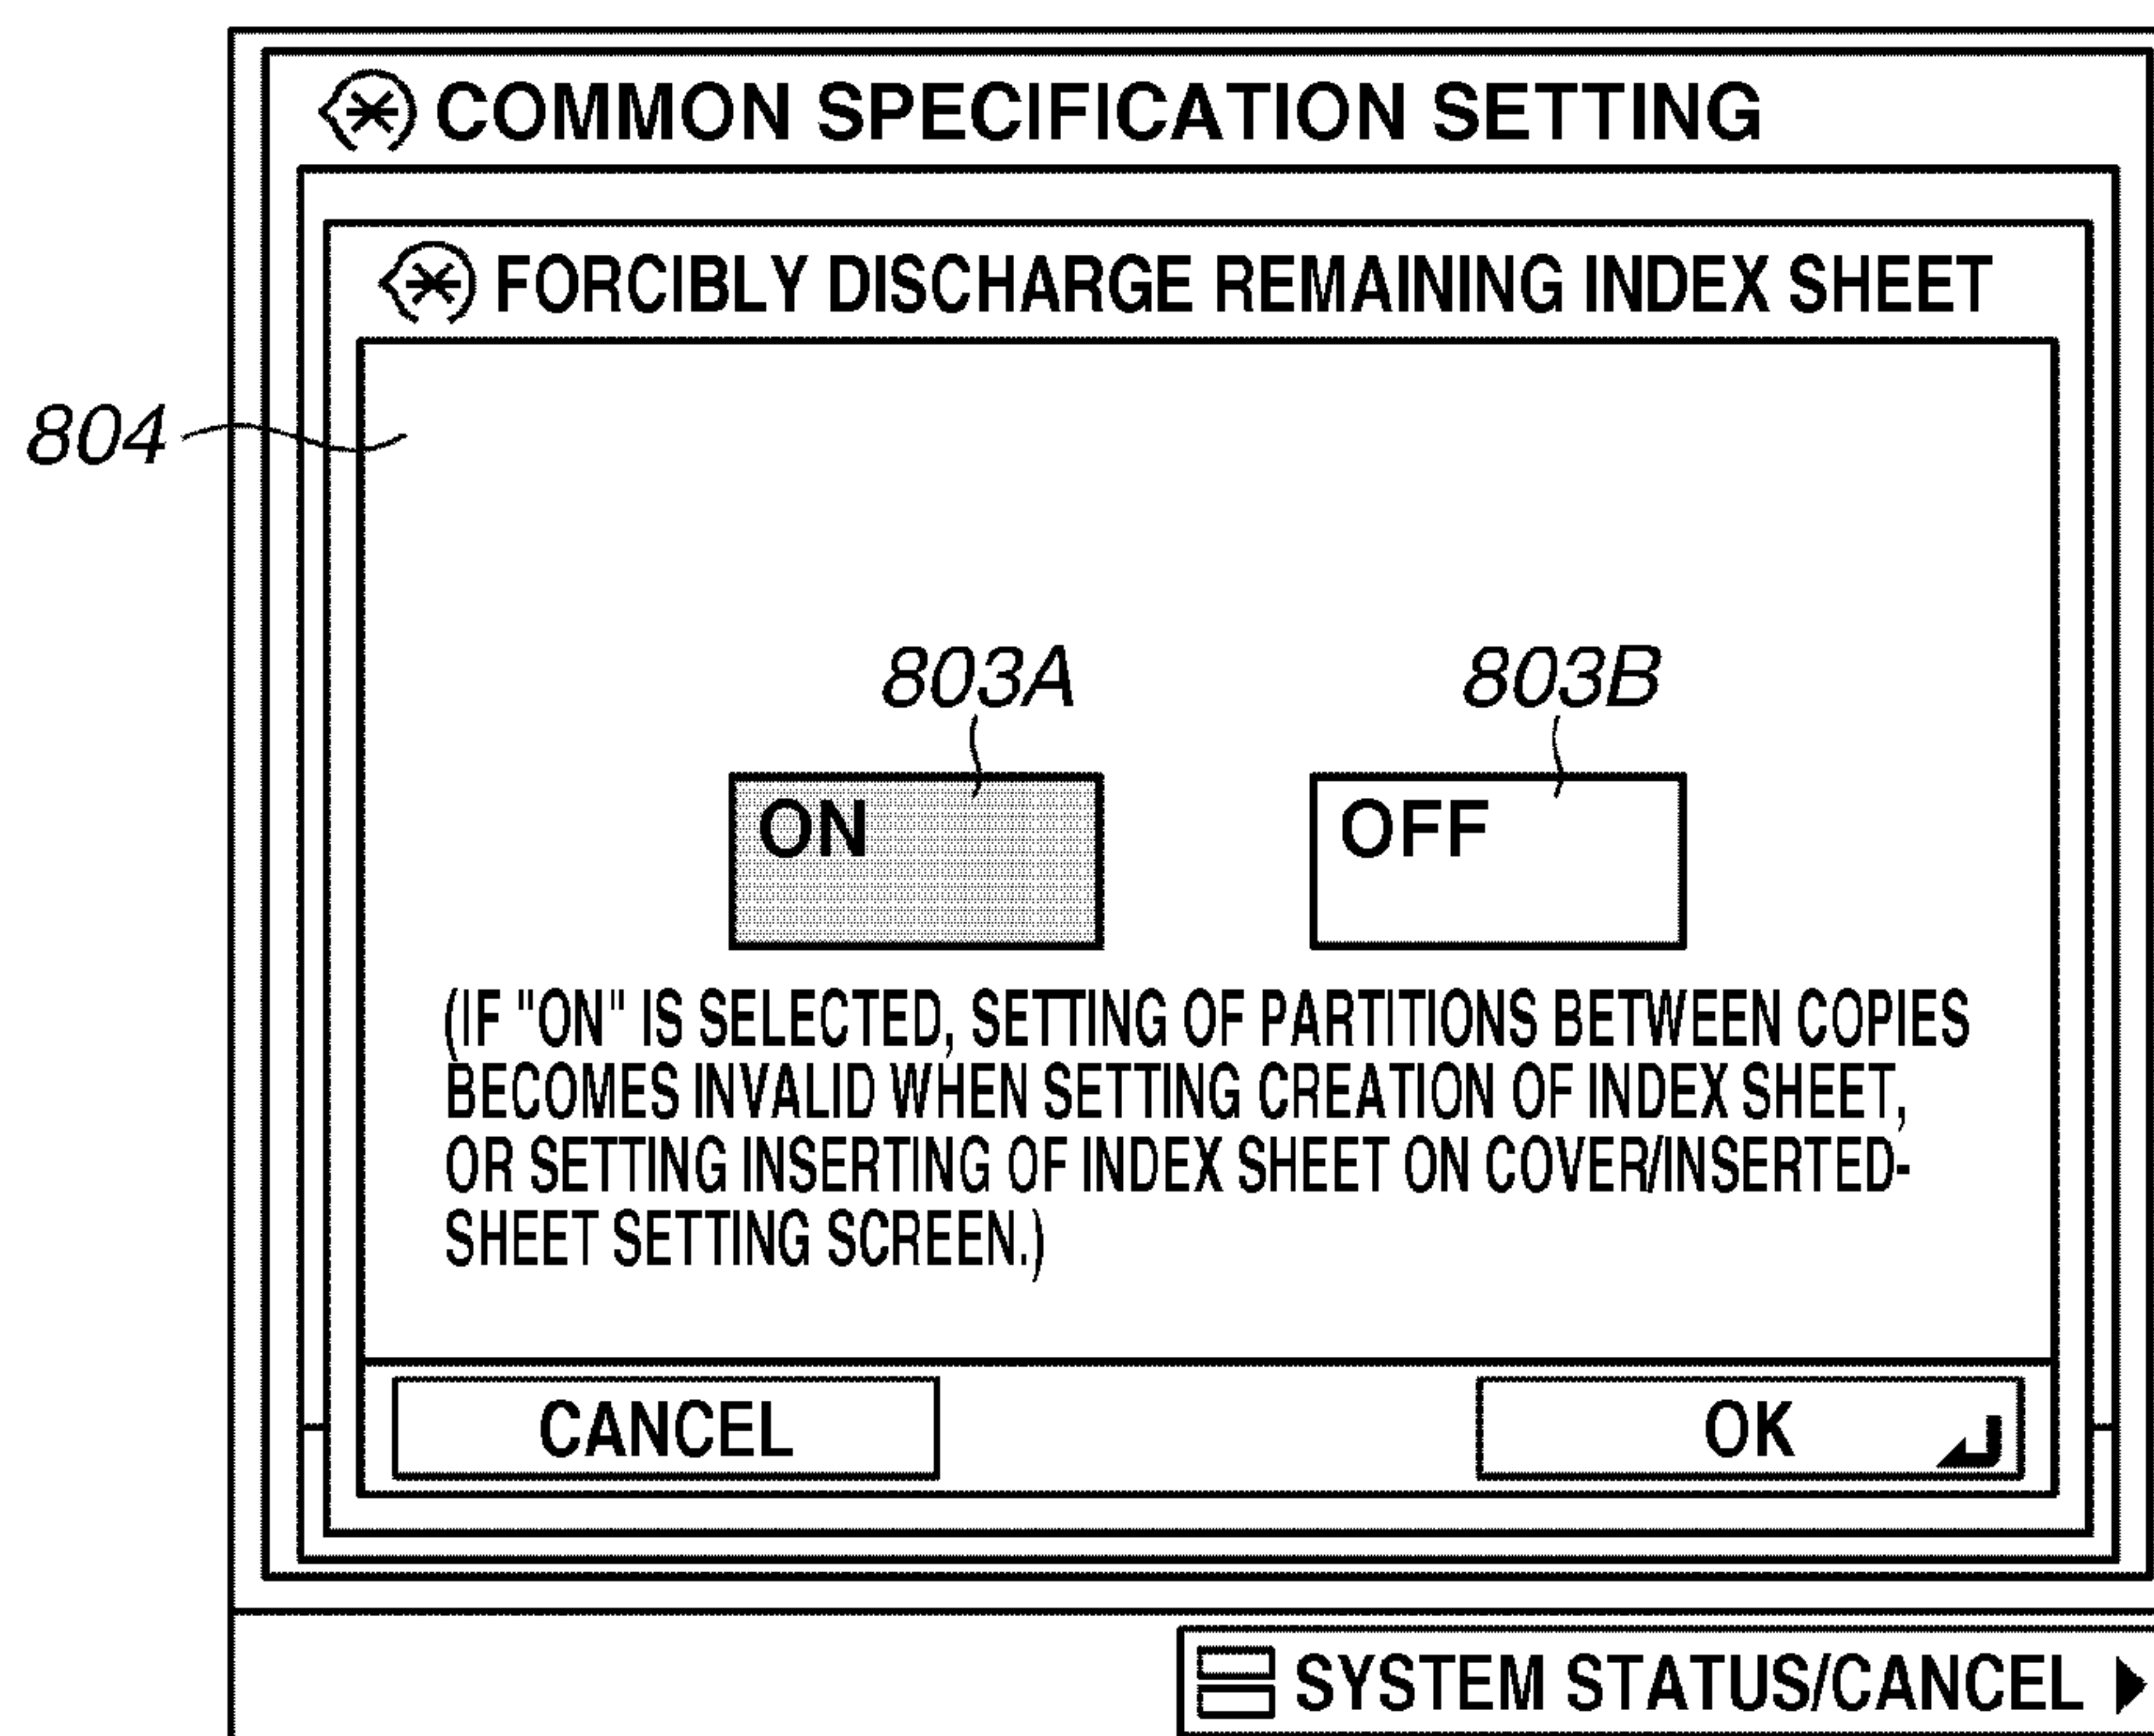 COMMON SPECIFICATION SETTING
FORCIBLY DISCHARGE REMAINING INDEX SHEET
804
803A
803B
ON
OFF
(IF "ON" IS SELECTED, SETTING OF PARTITIONS BETWEEN COPIES
BECOMES INVALID WHEN SETTING CREATION OF INDEX SHEET,
OR SETTING INSERTING OF INDEX SHEET ON COVER/INSERTED-
SHEET SETTING SCREEN.)
CANCEL
OK
SYSTEM STATUS/CANCEL